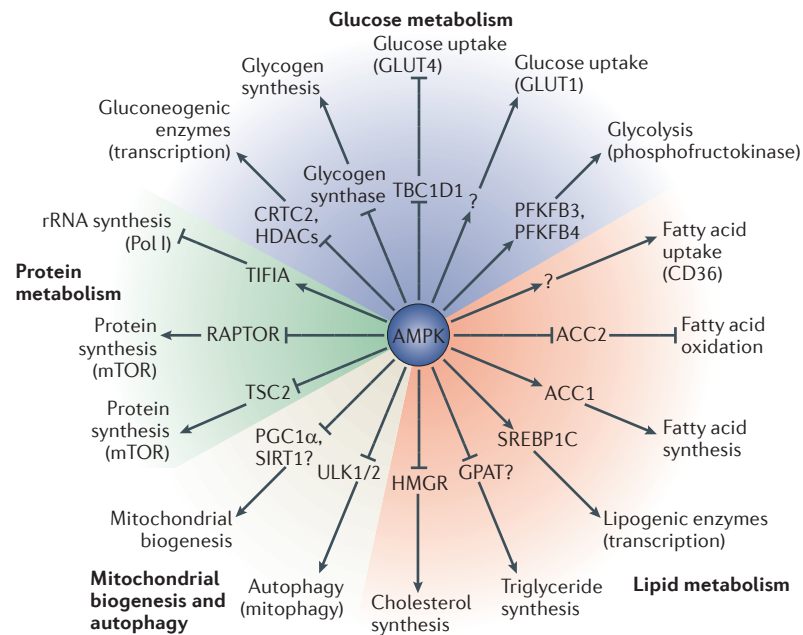 Glucose metabolism
Glucose uptake
(GLUT4)
Glucose uptake
(GLUT1)
Glycogen
synthesis
Gluconeogenic
enzymes
(transcription)
Glycolysis
(phosphofructokinase)
Glycogen
synthase
TBC1D1
?
CRTC2,
HDACs
PFKFB3,
PFKFB4
rRNA synthesis
(Pol I)
TIFIA
Fatty acid
uptake
(CD36)
?
Protein
metabolism
Protein
synthesis
(mTOR)
RAPTOR
AMPK
ACC2
Fatty acid
oxidation
TSC2
Protein
synthesis
(mTOR)
ACC1
Fatty acid
synthesis
PGC1α,
SIRT1?
ULK1/2
HMGR
GPAT?
SREBP1C
Mitochondrial
biogenesis
Lipogenic enzymes
(transcription)
Mitochondrial
biogenesis and
autophagy
Autophagy
(mitophagy)
Cholesterol
synthesis
Triglyceride
synthesis
Lipid metabolism